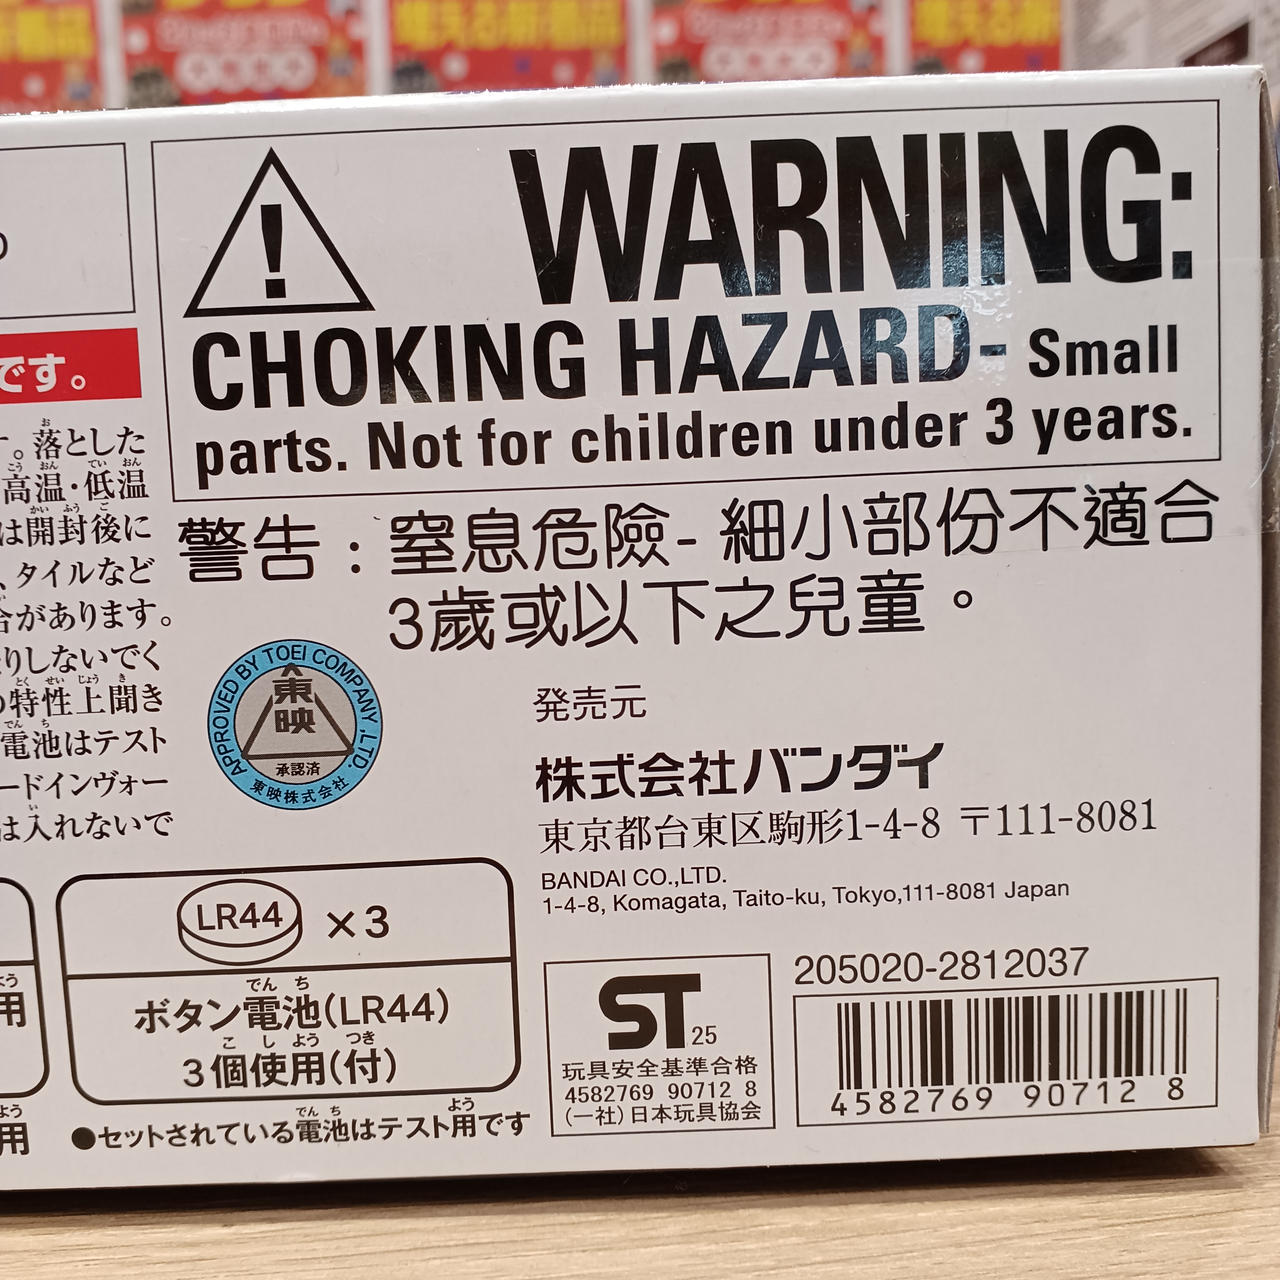 WARNING:
CHOKING HAZARD- Small
parts. Not for children under 3 years.
警告：窒息危險-細小部份不適合
3歲或以下之兒童。
です。
す。落とした
高温・低温
は開封後に
、タイルなど
合があります。
りしないでく
の特性上聞き
電池はテスト
ードインヴォー
は入れないで
APPROVED BY TOEI COMPANY,LTD.
東映
承認済
東映株式会社
発売元
株式会社バンダイ
東京都台東区駒形1-4-8 〒111-8081
BANDAI CO.,LTD.
1-4-8, Komagata, Taito-ku, Tokyo,111-8081 Japan
LR44 ×3
ボタン電池(LR44)
3個使用(付)
●セットされている電池はテスト用です
用
用
ST 25
玩具安全基準合格
4582769 90712 8
(一社)日本玩具協会
205020-2812037
4582769 90712 8